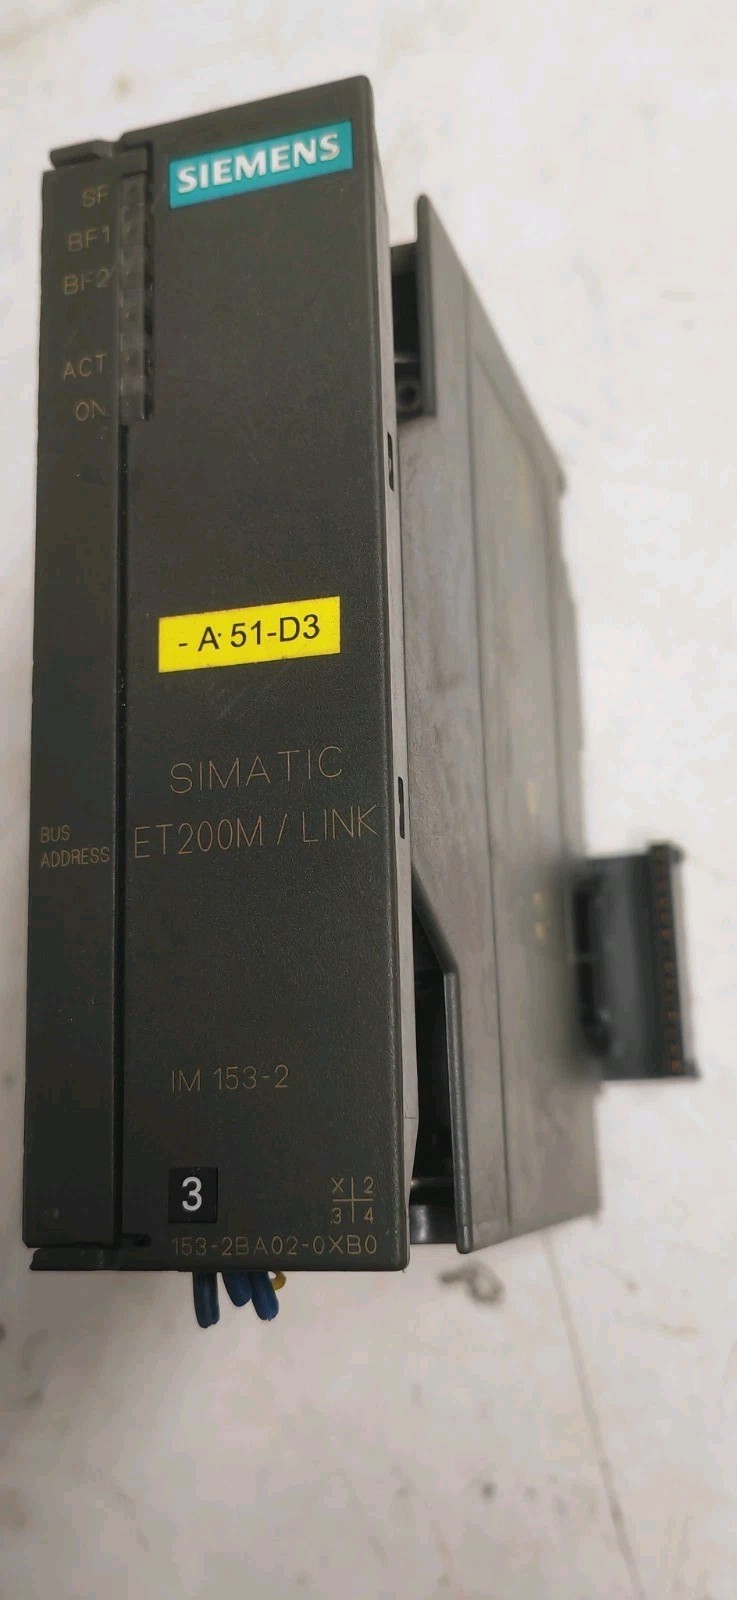 SIEMENS
SF
BF1
BF2
ACT
ON
- A 51-D3
SIMATIC
ET200M / LINK
BUS
ADDRESS
IM 153-2
3
X 2
3 4
153-2BA02-0XB0